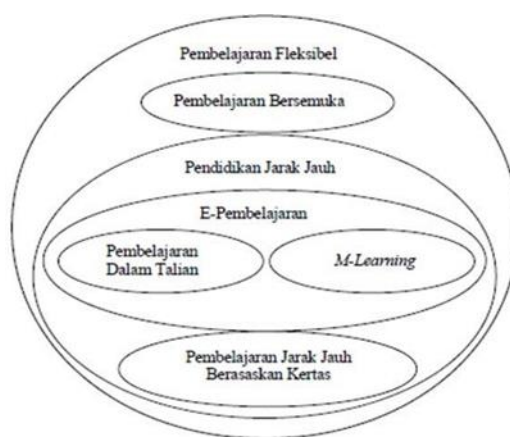 Pembelajaran Fleksibel
Pembelajaran Bersemuka
Pendidikan Jarak Jauh
E-Pembelajaran
Pembelajaran
Dalam Talian
M-Learning
Pembelajaran Jarak Jauh
Berasaskan Kertas